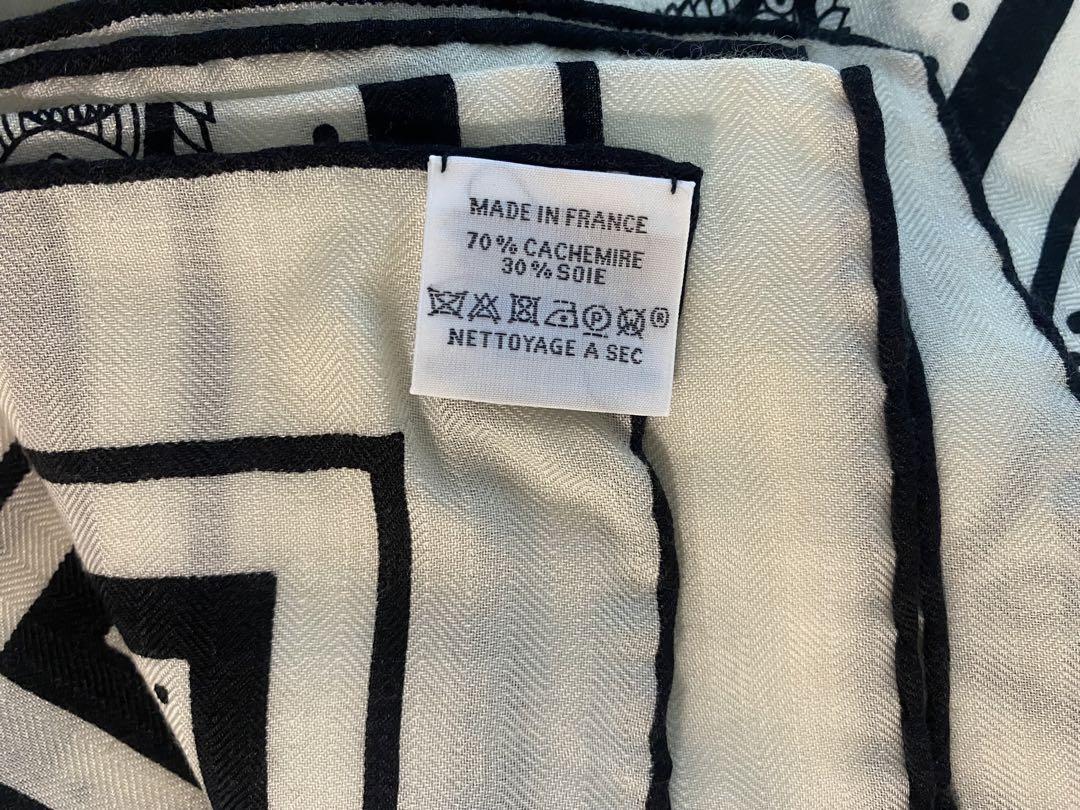 MADE IN FRANCE
70% CACHEMIRE
30% SOIE
P W ®
NETTOYAGE A SEC